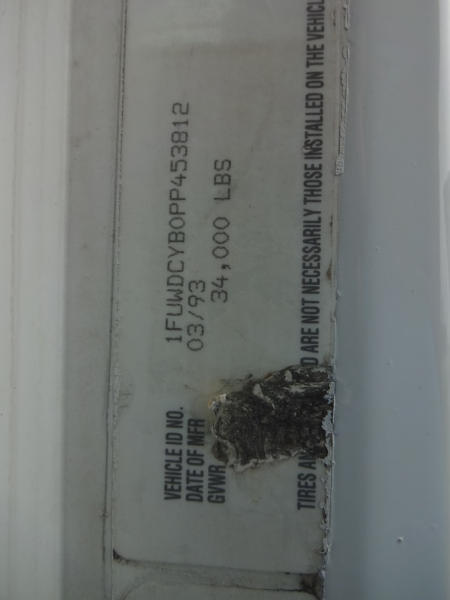 VEHICLE ID NO. 1FUWDCYB0PP453812
DATE OF MFR 03/93
GVWR 34,000 LBS
TIRES A D ARE NOT NECESSARILY THOSE INSTALLED ON THE VEHICL